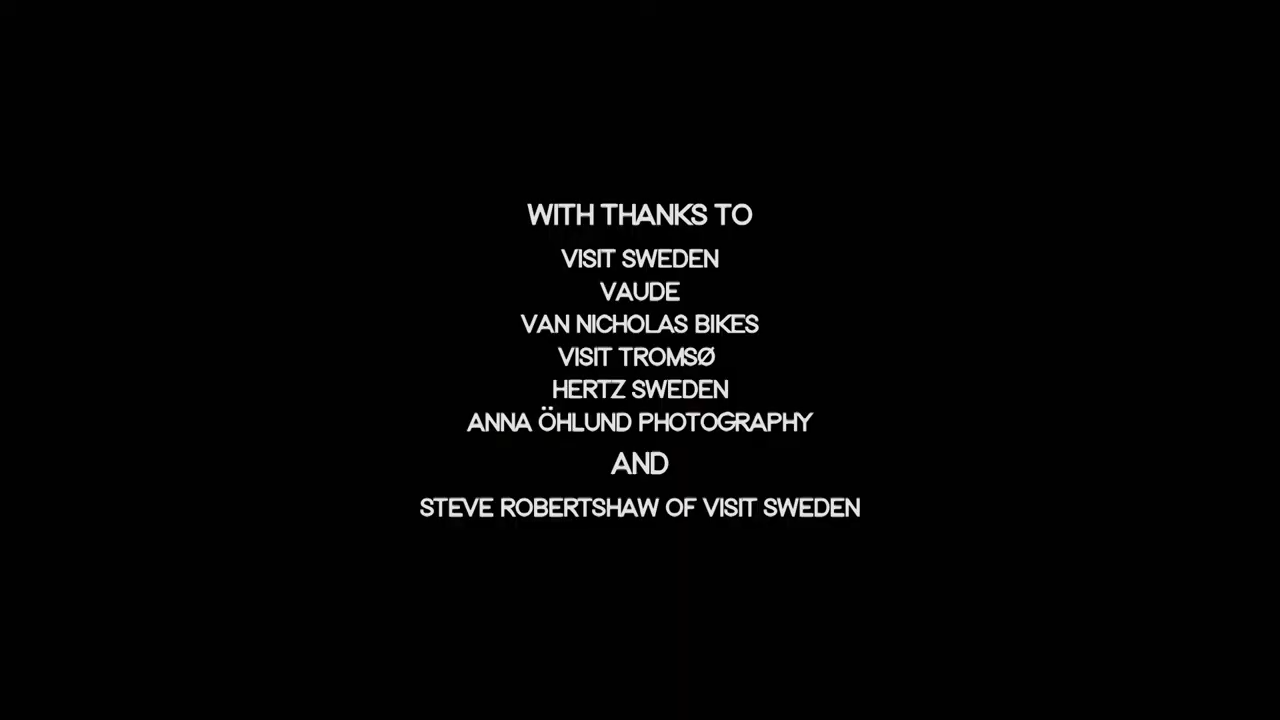 WITH THANKS TO
VISIT SWEDEN
VAUDE
VAN NICHOLAS BIKES
VISIT TROMSØ
HERTZ SWEDEN
ANNA ÖHLUND PHOTOGRAPHY
AND
STEVE ROBERTSHAW OF VISIT SWEDEN